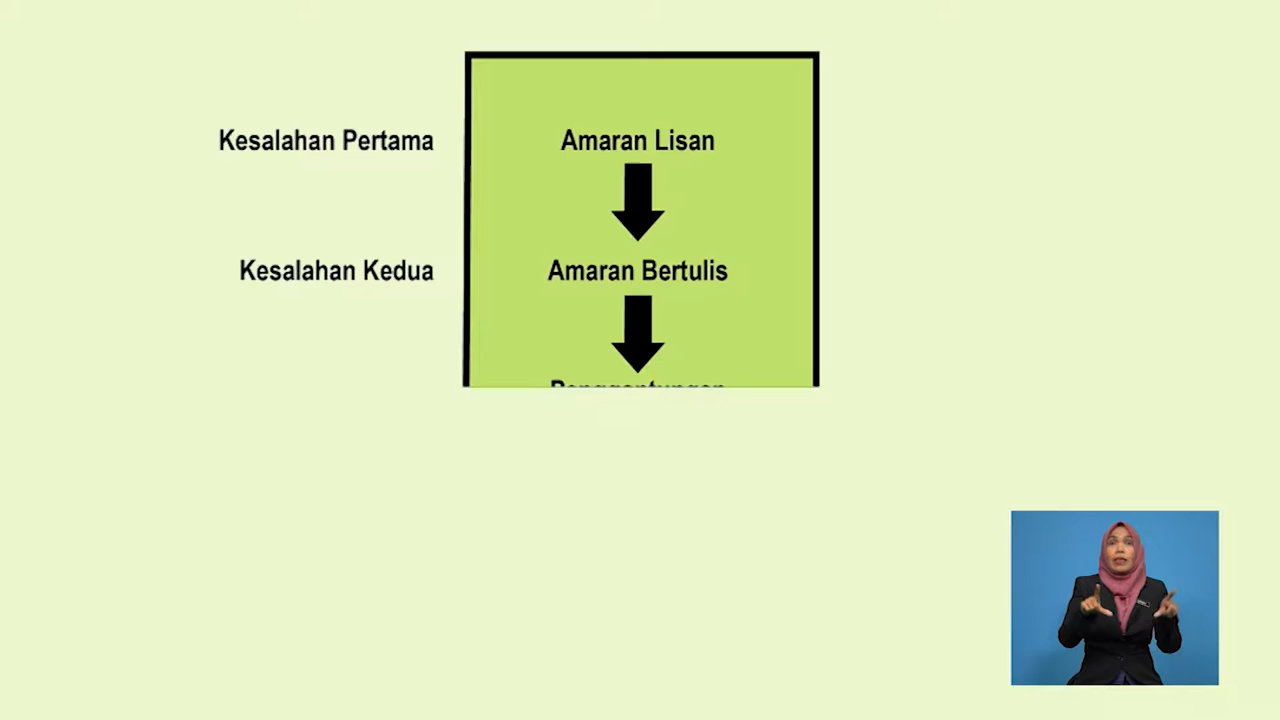 Kesalahan Pertama
Amaran Lisan
Kesalahan Kedua
Amaran Bertulis